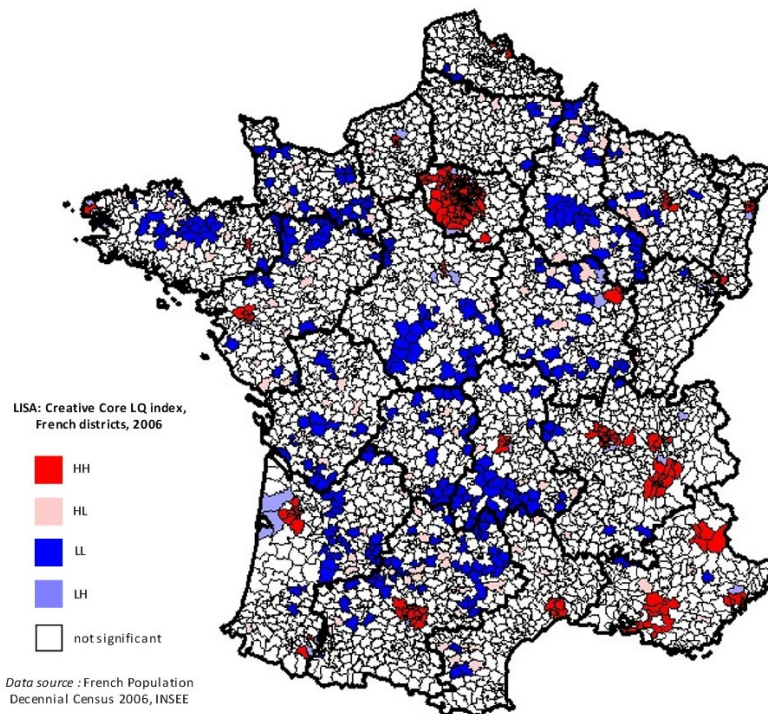 LISA: Creative Core LQ index,
French districts, 2006
HH
HL
LL
LH
not significant
Data source : French Population
Decennial Census 2006, INSEE